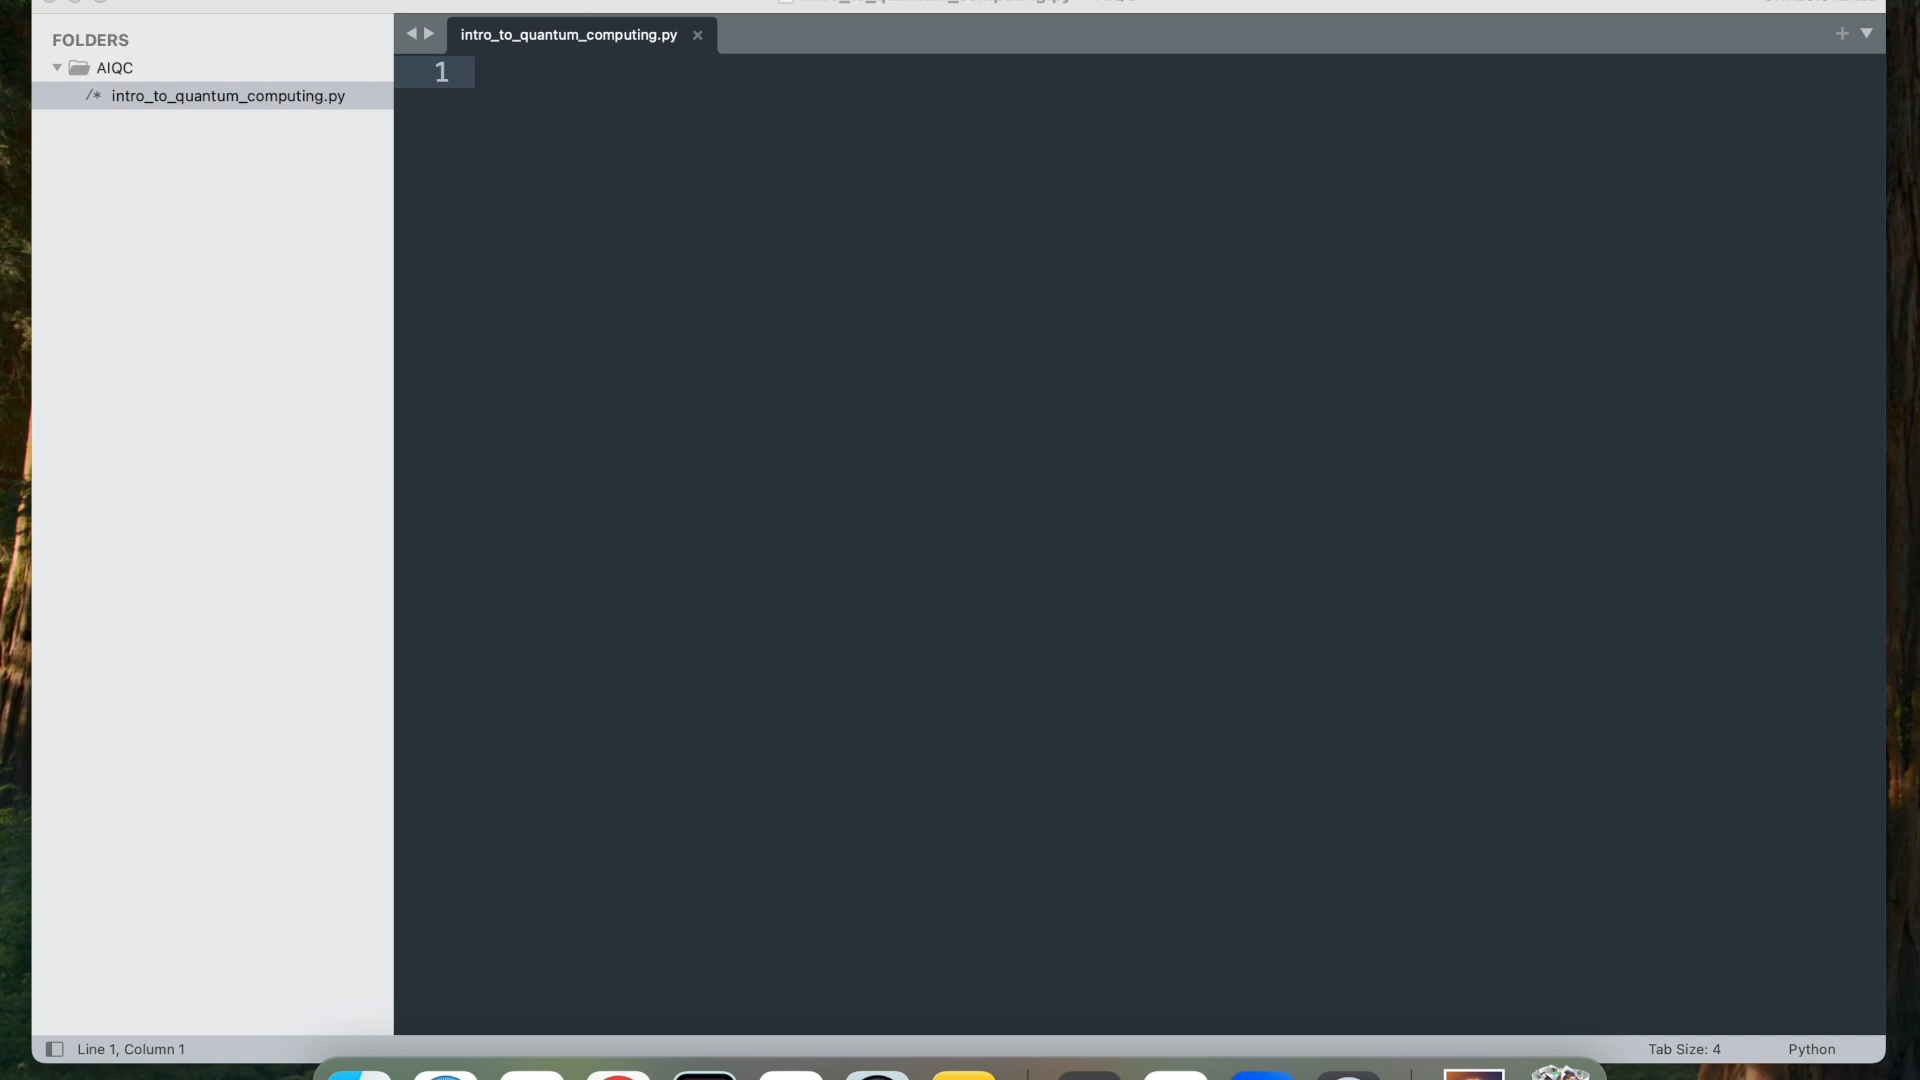 FOLDERS
AIQC
/* intro_to_quantum_computing.py
intro_to_quantum_computing.py ×
1
Line 1, Column 1
Tab Size: 4
Python